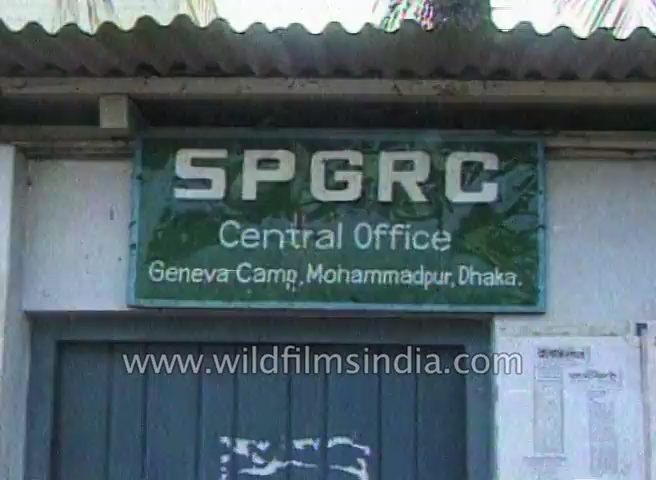 SPGRC
Central Office
Geneva Camp, Mohammadpur, Dhaka.
www.wildfilmsindia.com